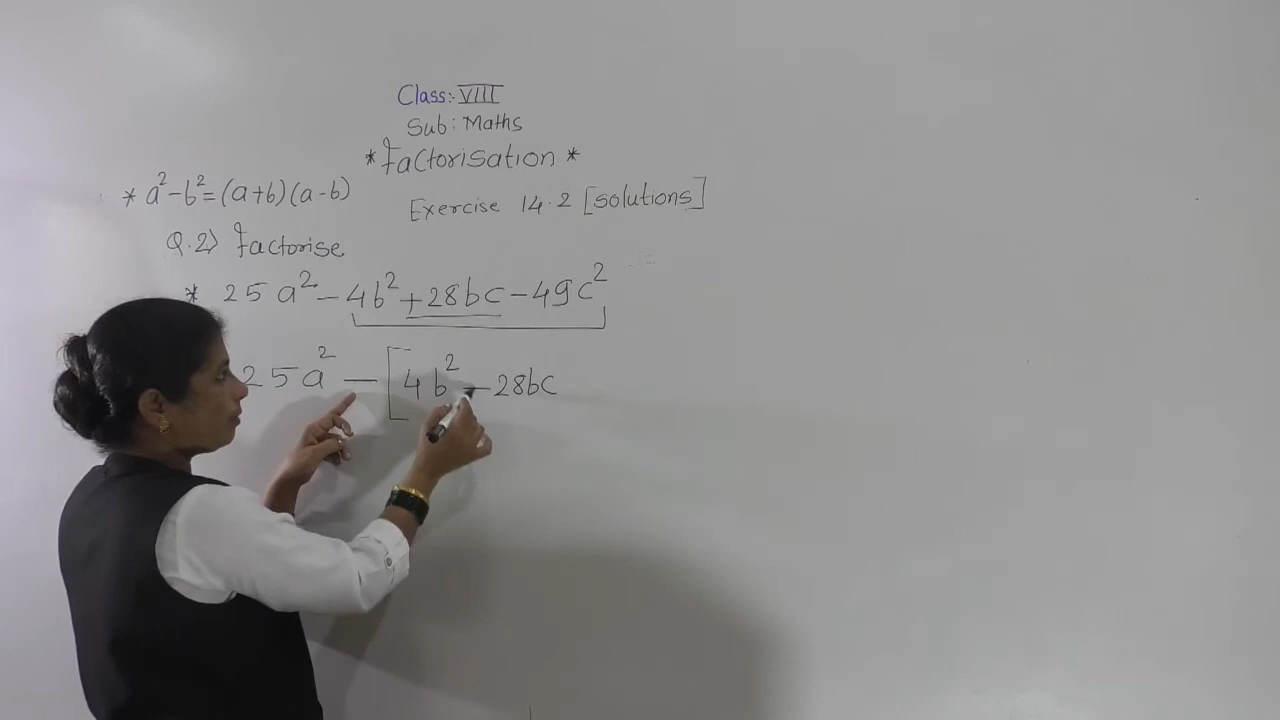 Class:- VIII
Sub: Maths
* Factorisation *
* a² - b² = (a+b) (a-b)
Exercise 14.2 [solutions]
Q.2) Factorise
* 25a² - 4b² + 28bc - 49c²
25a² - [4b² - 28bc